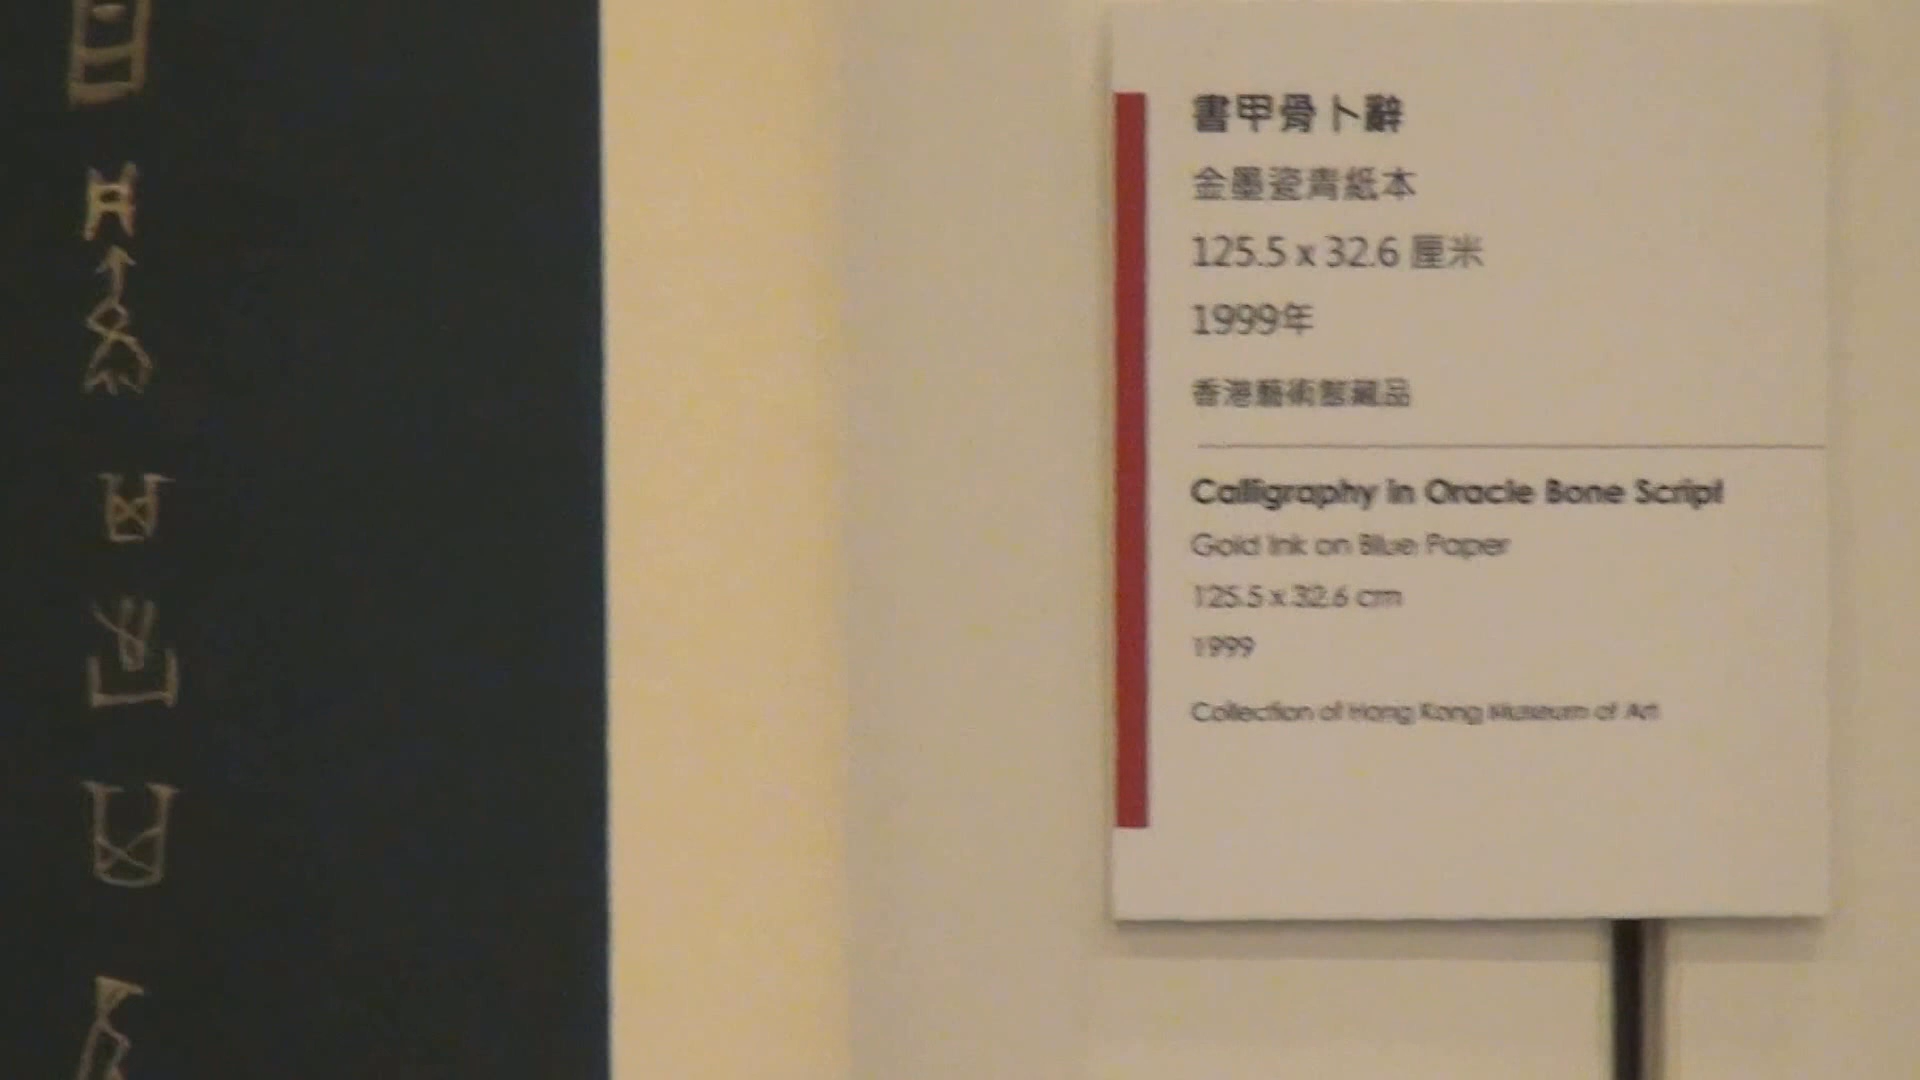 書甲骨卜辭
金墨瓷青紙本
125.5 x 32.6 厘米
1999年
香港藝術館藏品
Calligraphy in Oracle Bone Script
Gold Ink on Blue Paper
125.5 x 32.6 cm
1999
Collection of Hong Kong Museum of Art